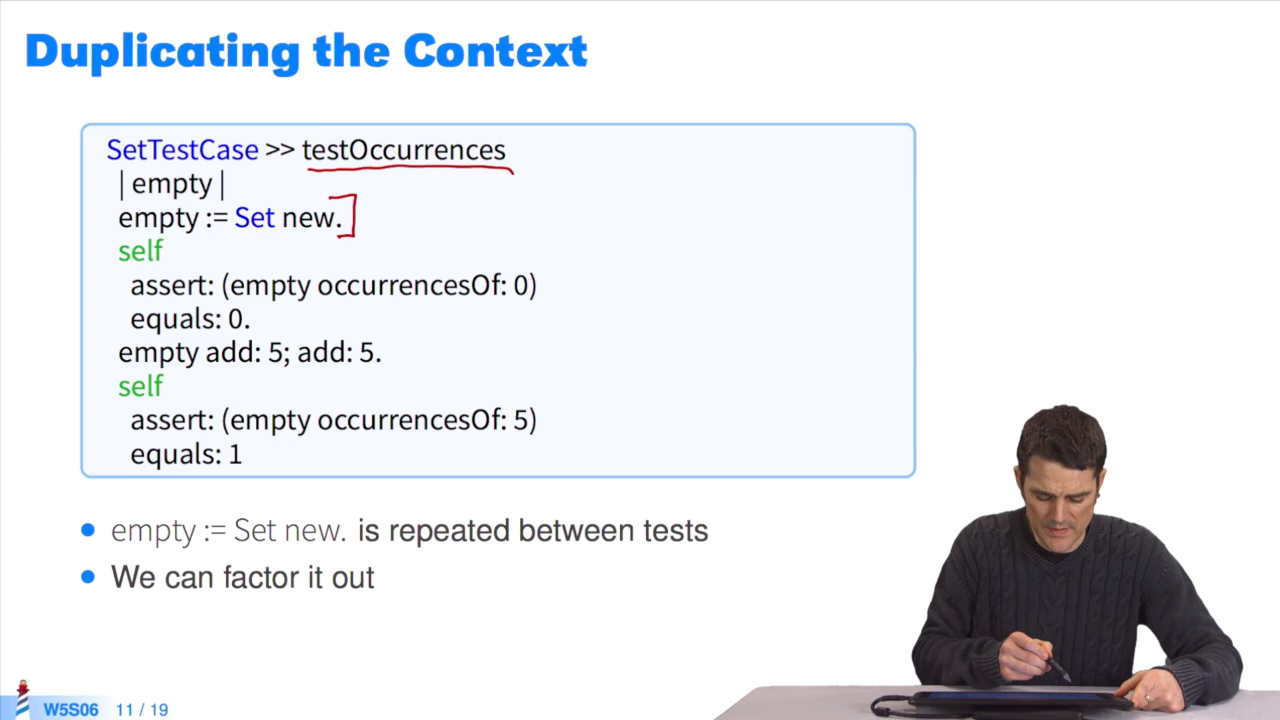 Duplicating the Context
SetTestCase >> testOccurrences
| empty |
empty := Set new.
self
assert: (empty occurrencesOf: 0)
equals: 0.
empty add: 5; add: 5.
self
assert: (empty occurrencesOf: 5)
equals: 1
• empty := Set new. is repeated between tests
• We can factor it out
W5S06 11 / 19